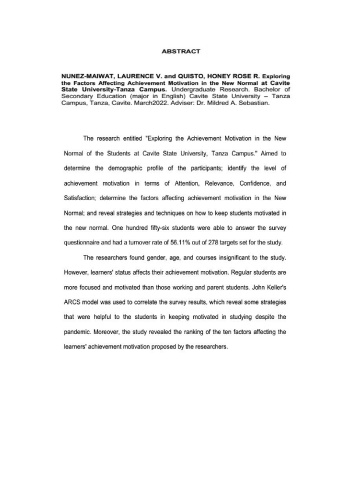 ABSTRACT
NUNEZ-MAIWAT, LAURENCE V. and QUISTO, HONEY ROSE R. Exploring
the Factors Affecting Achievement Motivation in the New Normal at Cavite
State University-Tanza Campus. Undergraduate Research. Bachelor of
Secondary Education (major in English) Cavite State University – Tanza
Campus, Tanza, Cavite. March2022. Adviser: Dr. Mildred A. Sebastian.
The research entitled "Exploring the Achievement Motivation in the New
Normal of the Students at Cavite State University, Tanza Campus." Aimed to
determine the demographic profile of the participants; identify the level of
achievement motivation in terms of Attention, Relevance, Confidence, and
Satisfaction; determine the factors affecting achievement motivation in the New
Normal; and reveal strategies and techniques on how to keep students motivated in
the new normal. One hundred fifty-six students were able to answer the survey
questionnaire and had a turnover rate of 56.11% out of 278 targets set for the study.
The researchers found gender, age, and courses insignificant to the study.
However, learners' status affects their achievement motivation. Regular students are
more focused and motivated than those working and parent students. John Keller's
ARCS model was used to correlate the survey results, which reveal some strategies
that were helpful to the students in keeping motivated in studying despite the
pandemic. Moreover, the study revealed the ranking of the ten factors affecting the
learners' achievement motivation proposed by the researchers.